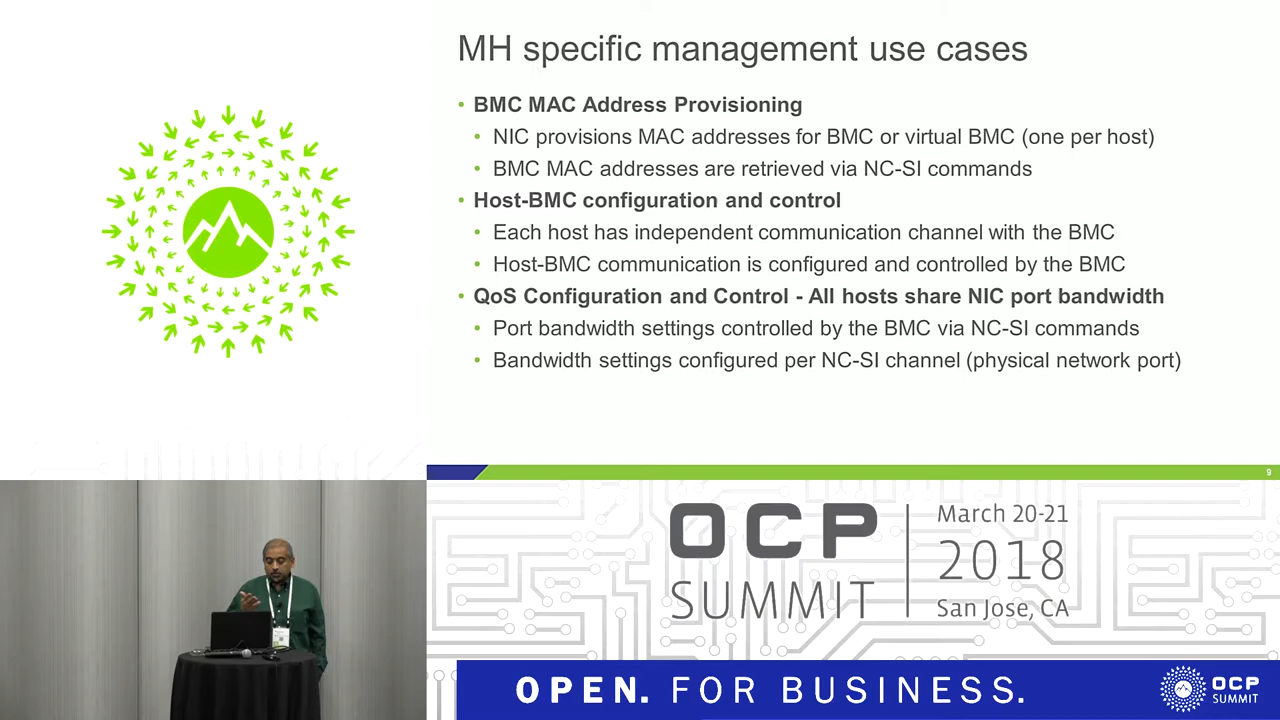 MH specific management use cases
• BMC MAC Address Provisioning
• NIC provisions MAC addresses for BMC or virtual BMC (one per host)
• BMC MAC addresses are retrieved via NC-SI commands
• Host-BMC configuration and control
• Each host has independent communication channel with the BMC
• Host-BMC communication is configured and controlled by the BMC
• QoS Configuration and Control - All hosts share NIC port bandwidth
• Port bandwidth settings controlled by the BMC via NC-SI commands
• Bandwidth settings configured per NC-SI channel (physical network port)
9
OCP
SUMMIT
March 20-21
2018
San Jose, CA
OPEN. FOR BUSINESS.
OCP
SUMMIT